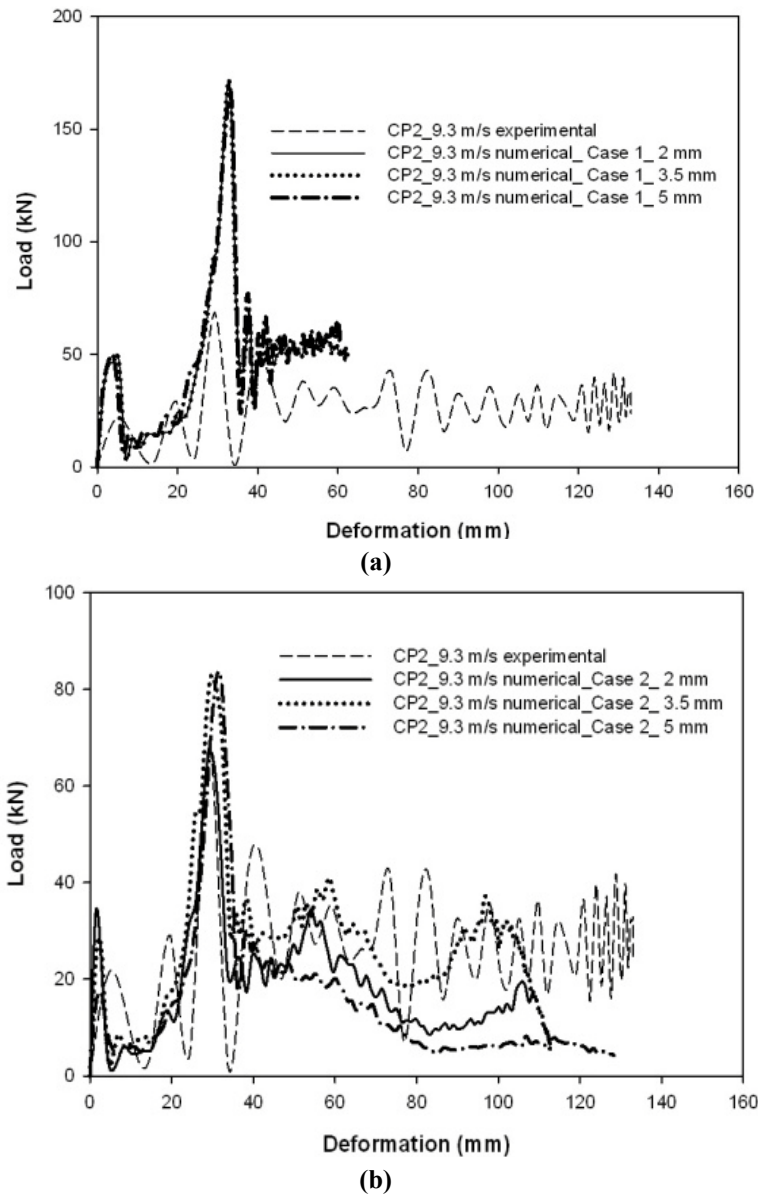 200
150
100
50
0
Load (kN)
CP2_9.3 m/s experimental
CP2_9.3 m/s numerical_ Case 1_ 2 mm
CP2_9.3 m/s numerical_ Case 1_ 3.5 mm
CP2_9.3 m/s numerical_ Case 1_ 5 mm
0 20 40 60 80 100 120 140 160
Deformation (mm)
(a)
100
80
60
40
20
0
Load (kN)
CP2_9.3 m/s experimental
CP2_9.3 m/s numerical_Case 2_ 2 mm
CP2_9.3 m/s numerical_Case 2_ 3.5 mm
CP2_9.3 m/s numerical_Case 2_ 5 mm
0 20 40 60 80 100 120 140 160
Deformation (mm)
(b)